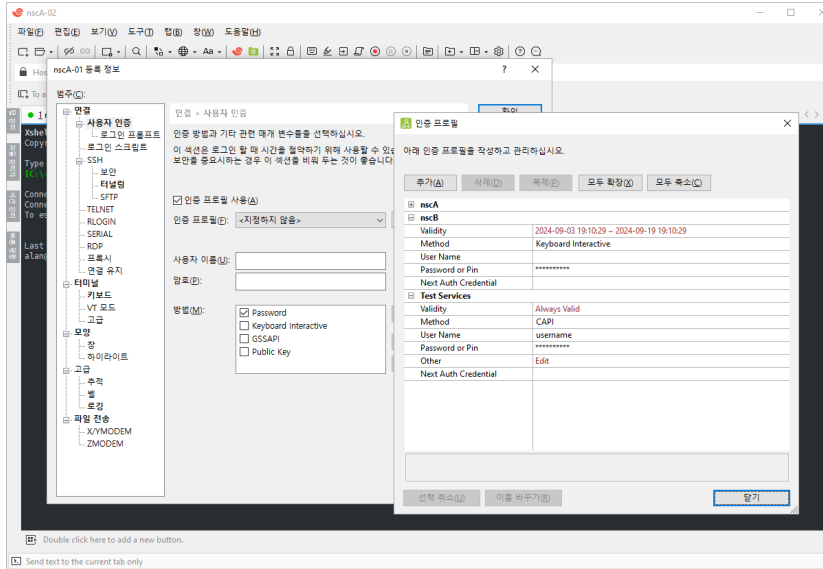 nscA-02
파일(F) 편집(E) 보기(V) 도구(T) 탭(B) 창(W) 도움말(H)
nscA-01 등록 정보
범주(C):
연결
사용자 인증
로그인 프롬프트
로그인 스크립트
SSH
보안
터널링
SFTP
TELNET
RLOGIN
SERIAL
RDP
프록시
연결 유지
터미널
키보드
VT 모드
고급
모양
창
하이라이트
고급
추적
벨
로깅
파일 전송
X/YMODEM
ZMODEM
연결 > 사용자 인증
인증 방법과 기타 관련 매개 변수들을 선택하십시오.
이 섹션은 로그인 할 때 시간을 절약하기 위해 사용할 수 있
보안을 중요시하는 경우 이 섹션을 비워 두는 것이 좋습니다
인증 프로필 사용(A)
인증 프로필(F): <지정하지 않음>
사용자 이름(U):
암호(P):
방법(M):
Password
Keyboard Interactive
GSSAPI
Public Key
인증 프로필
아래 인증 프로필을 작성하고 관리하십시오.
추가(A) 삭제(D) 복제(P) 모두 확장(X) 모두 축소(C)
nscA
nscB
Validity 2024-09-03 19:10:29 ~ 2024-09-19 19:10:29
Method Keyboard Interactive
User Name
Password or Pin **********
Next Auth Credential
Test Services
Validity Always Valid
Method CAPI
User Name username
Password or Pin **********
Other Edit
Next Auth Credential
선택 취소(U) 이름 바꾸기(R) 닫기
Xshel
Copyr
Type
[C:\~
Conne
Conne
To es
Last
alan@
Double click here to add a new button.
Send text to the current tab only